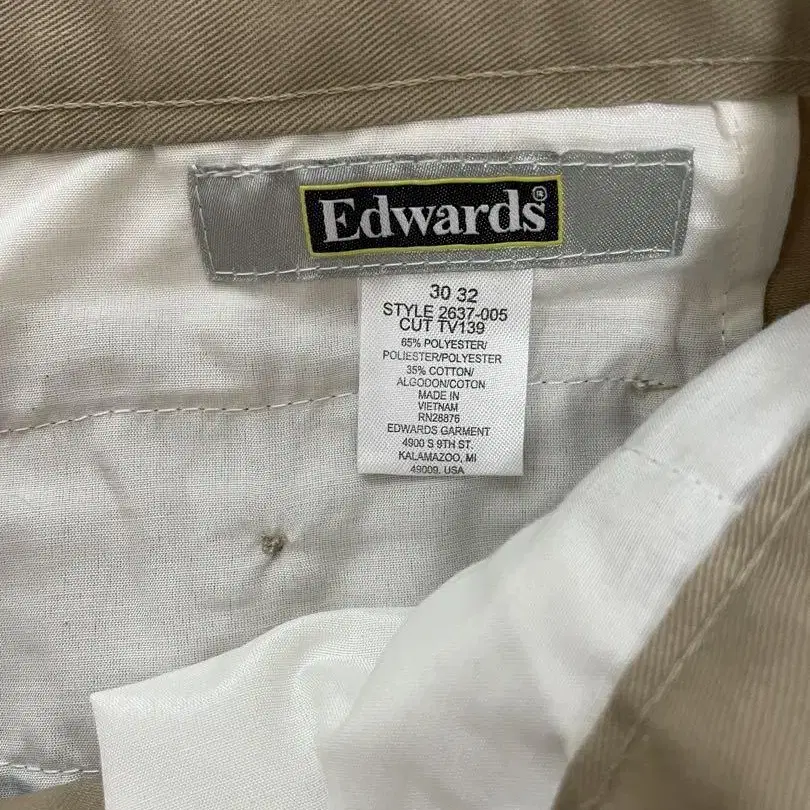 Edwards®
30 32
STYLE 2637-005
CUT TV139
65% POLYESTER/
POLIESTER/POLYESTER
35% COTTON/
ALGODON/COTON
MADE IN
VIETNAM
RN28876
EDWARDS GARMENT
4900 S 9TH ST.
KALAMAZOO, MI
49009. USA